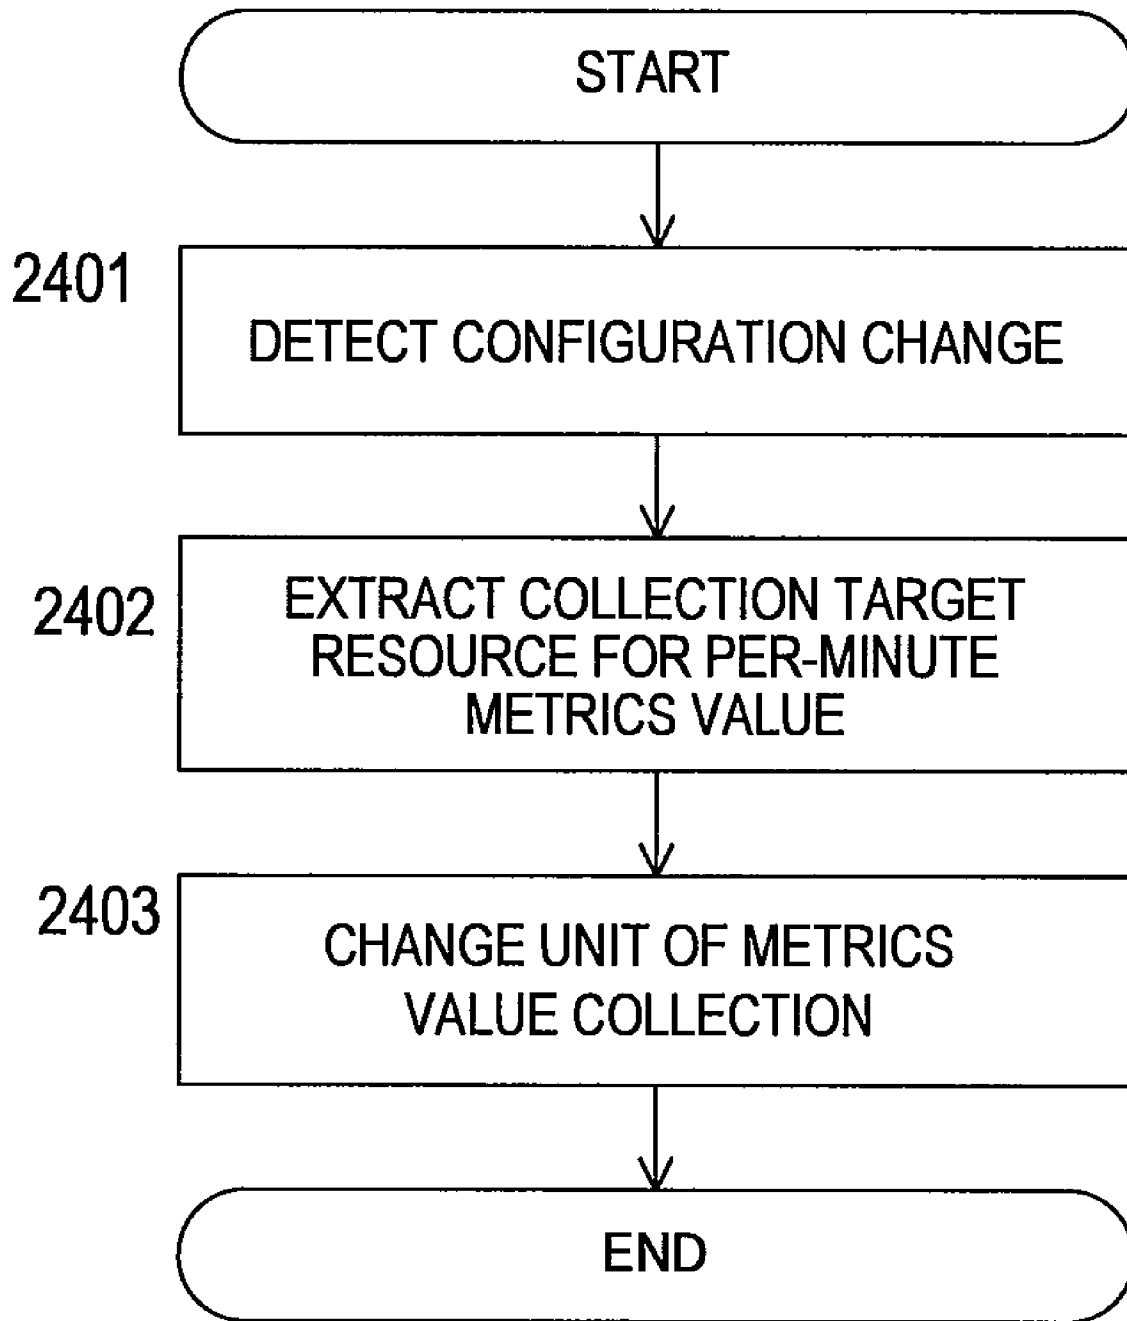 START
2401
DETECT CONFIGURATION CHANGE
2402
EXTRACT COLLECTION TARGET
RESOURCE FOR PER-MINUTE
METRICS VALUE
2403
CHANGE UNIT OF METRICS
VALUE COLLECTION
END